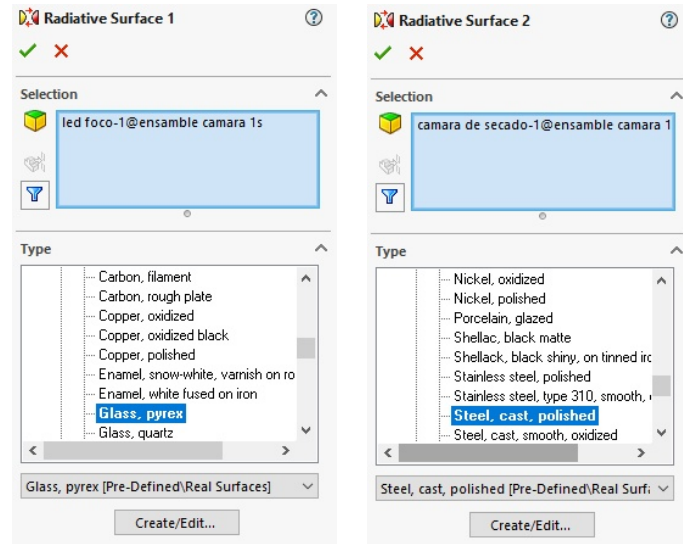 Radiative Surface 1
Selection
led foco-1@ensamble camara 1s
Type
Carbon, filament
Carbon, rough plate
Copper, oxidized
Copper, oxidized black
Copper, polished
Enamel, snow-white, varnish on ro
Enamel, white fused on iron
Glass, pyrex
Glass, quartz
Glass, pyrex [Pre-Defined\Real Surfaces]
Create/Edit...
Radiative Surface 2
Selection
camara de secado-1@ensamble camara 1
Type
Nickel, oxidized
Nickel, polished
Porcelain, glazed
Shellac, black matte
Shellack, black shiny, on tinned irc
Stainless steel, polished
Stainless steel, type 310, smooth,
Steel, cast, polished
Steel, cast, smooth, oxidized
Steel, cast, polished [Pre-Defined\Real Surfa
Create/Edit...